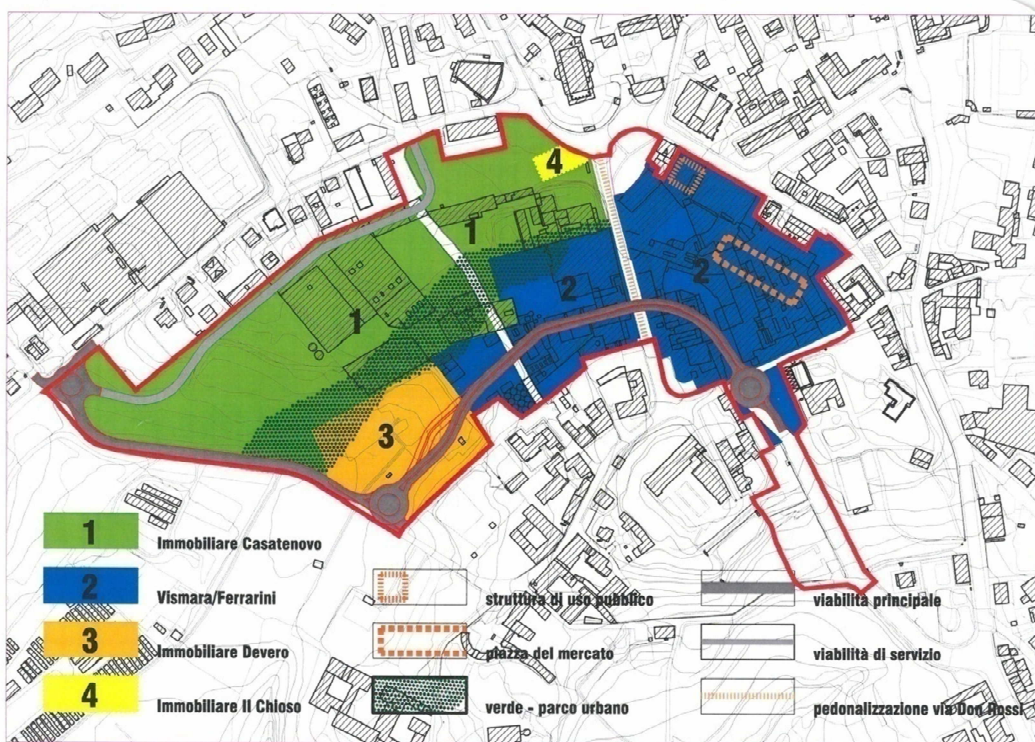 4
1
2
2
1
3
1
Immobiliare Casatenovo
2
Vismara/Ferrarini
struttura di uso pubblico
viabilità principale
3
Immobiliare Devero
piazza del mercato
viabilità di servizio
4
Immobiliare Il Chioso
verde - parco urbano
pedonalizzazione via Don Rossi